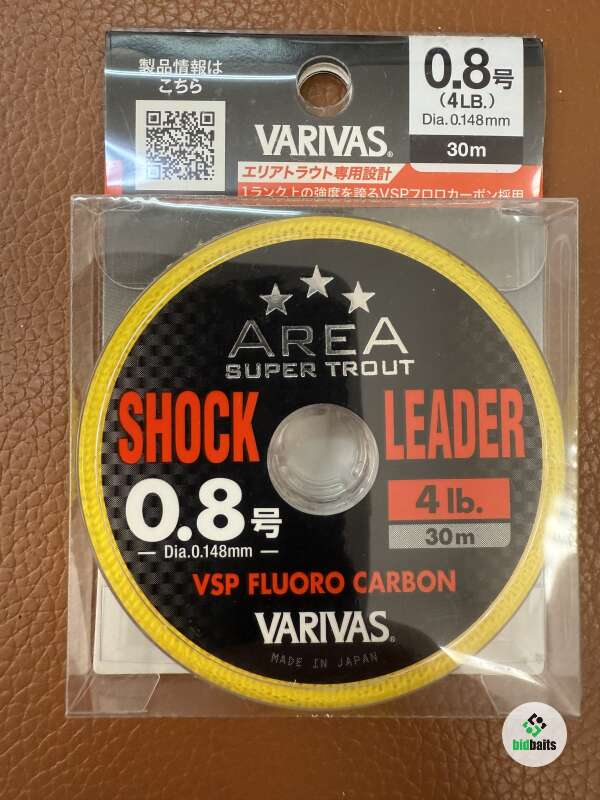 製品情報は
こちら
VARIVAS®
0.8号
(4LB.)
Dia.0.148mm
30m
エリアトラウト専用設計
1ランク上の強度を誇るVSPフロロカーボン採用
AREA
SUPER TROUT
SHOCK LEADER
0.8号
Dia.0.148mm
4 lb.
30m
VSP FLUORO CARBON
VARIVAS®
MADE IN JAPAN
bidbaits